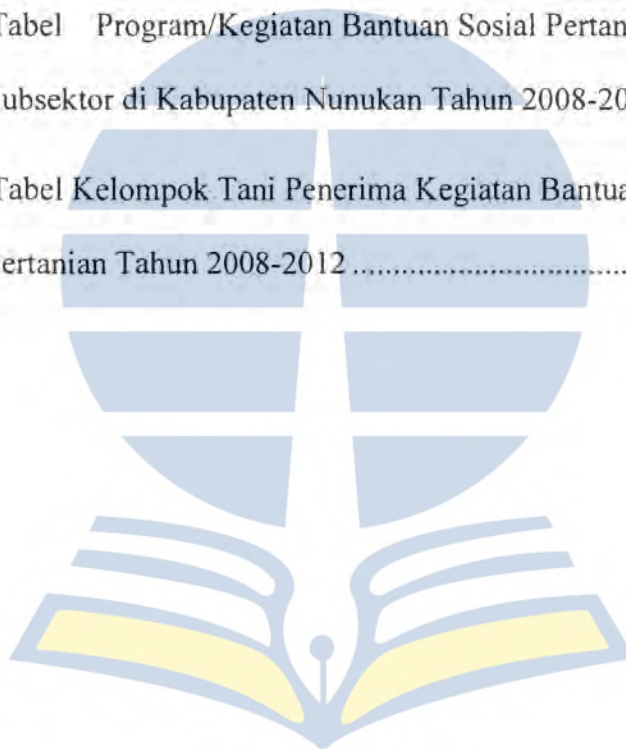 Tabel Program/Kegiatan Bantuan Sosial Pertan
ubsektor di Kabupaten Nunukan Tahun 2008-20
Tabel Kelompok Tani Penerima Kegiatan Bantua
ertanian Tahun 2008-2012 ....................................